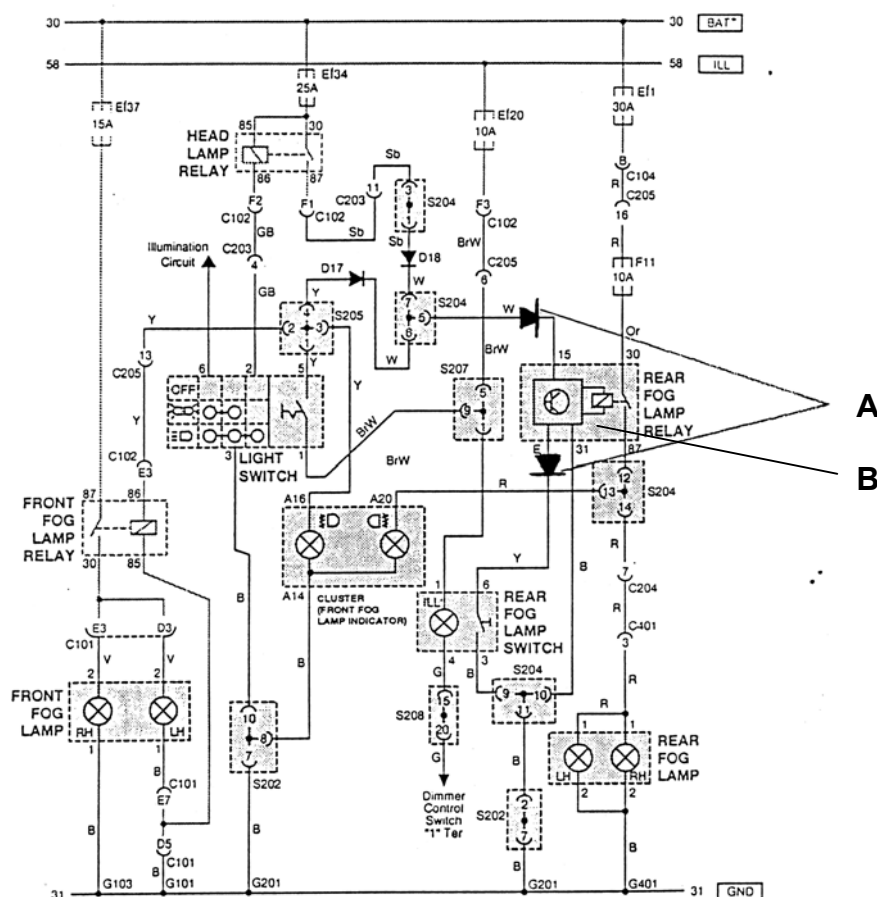 30
30 BAT+
58
58 ILL
Ef37
15A
Ef34
25A
Ef20
10A
Ef1
30A
85 30
HEAD
LAMP
RELAY
86 87
F2
C102
GB
F1
C102
Sb
11
C203
Sb
3
S204
1
Sb
D18
W
F3
C102
BrW
C205
6
B
C104
R
C205
16
R
F11
10A
Illumination
Circuit
C203
4
GB
D17
Y
4
2 3
1
S205
Y
7
5
6
S204
W
W
BrW
Or
Y
13
C205
Y
C102
E3
6 2 5
OFF
3 1
LIGHT
SWITCH
Y
BrW
S207
5
9
7
BrW
15 30
REAR
FOG
LAMP
RELAY
E 31 87
A
B
87 86
FRONT
FOG
LAMP
RELAY
30 85
A16 A20
R
12
13
14
S204
A14
CLUSTER
(FRONT FOG
LAMP INDICATOR)
Y
B
R
7
C204
R
C401
3
R
1 6
ILL
4 3
REAR
FOG
LAMP
SWITCH
E3 D3
C101
V V
2 2
FRONT
FOG
LAMP
RH LH
1 1
B
B
G
B
S204
9 10
11
10
8
7
S202
S208
15
20
G
B
R
1 1
LH RH
2 2
REAR
FOG
LAMP
B
C101
E7
D5
C101
B
B
B
Dimmer
Control
Switch
"1" Ter
S202
2
7
B
B
31 G103 G101 G201 G201 G401 31 GND